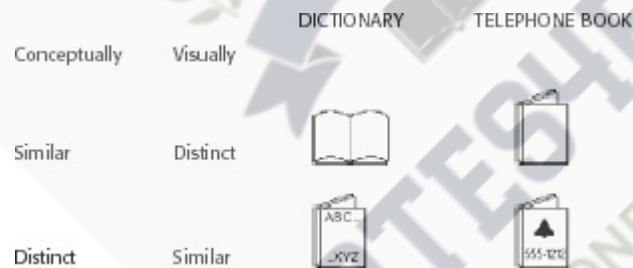 DICTIONARY TELEPHONE BOOK
Conceptually Visually
Similar Distinct
ABC...
...XYZ
555-1212
Distinct Similar